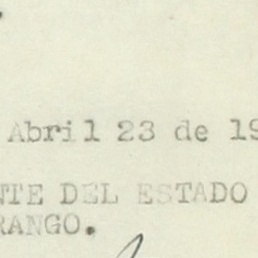 Abril 23 de 19
NTE DEL ESTADO
RANGO.